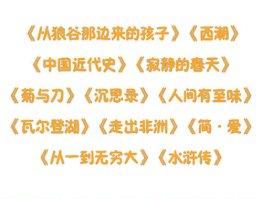 《从狼谷那边来的孩子》《西潮》
《中国近代史》《寂静的春天》
《菊与刀》《沉思录》《人间有至味》
《瓦尔登湖》《走出非洲》《简·爱》
《从一到无穷大》《水浒传》